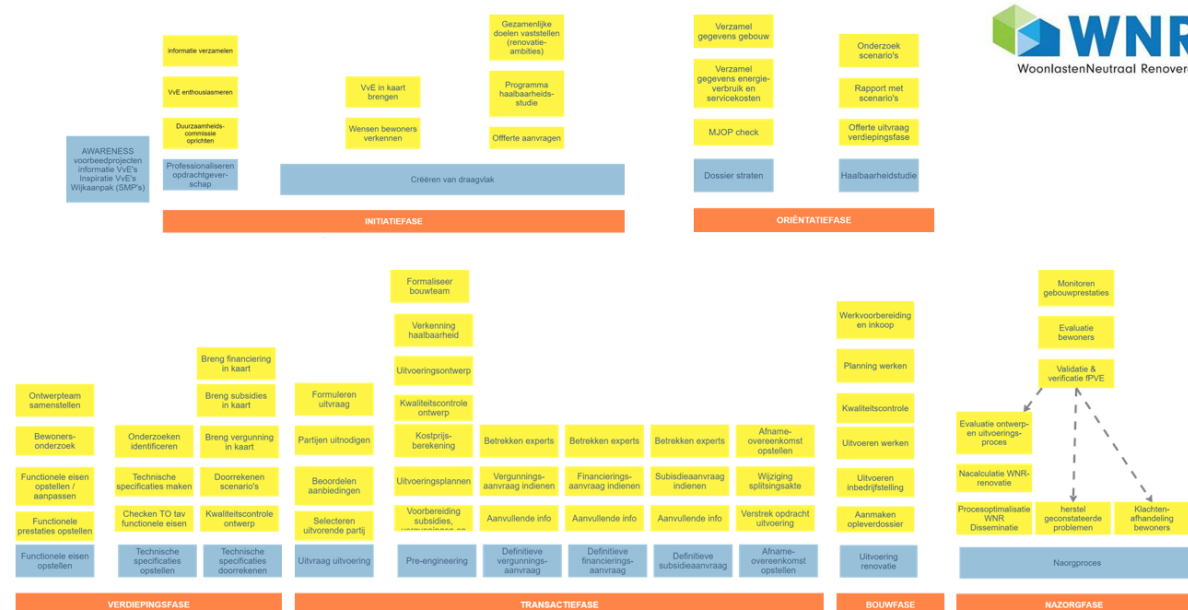 WNR
WoonlastenNeutraal Renovere
informatie verzamelen
VvE enthousiasmeren
Duurzaamheids-
commissie
oprichten
AWARENESS
voorbeedprojecten
informatie VvE's
Inspiratie VvE's
Wijkaanpak (SMP's)
Professionaliseren
opdrachtgever-
schap
VvE in kaart
brengen
Wensen bewoners
verkennen
Gezamenlijke
doelen vaststellen
(renovatie-
ambities)
Programma
haalbaarheids-
studie
Offferte aanvragen
Crëëren van draagvlak
INITIATIEFASE
Verzamel
gegevens gebouw
Verzamel
gegevens energie-
verbruik en
servicekosten
MJOP check
Dossier straten
Onderzoek
scenario's
Rapport met
scenario's
Offerte uitvraag
verdiepingsfase
Haalbaarheidstudie
ORIËNTATIEFASE
Ontwerpteam
samenstellen
Bewoners-
onderzoek
Functionele eisen
opstellen /
aanpassen
Functionele
prestaties opstellen
Functionele eisen
opstellen
Onderzoeken
identificeren
Technische
specificaties maken
Checken TO tav
functionele eisen
Technische
specificaties
opstellen
Breng financiering
in kaart
Breng subsidies
in kaart
Breng vergunning
in kaart
Doorrekenen
scenario's
Kwaliteitscontrole
ontwerp
Technische
specificaties
doorrekenen
VERDIEPINGSFASE
Formuleren
uitvraag
Partijen uitnodigen
Beoordelen
aanbiedingen
Selecteren
uitvorende partij
Uitvraag uitvoering
Formaliseer
bouwteam
Verkenning
haalbaarheid
Uitvoeringsontwerp
Kwaliteitscontrole
ontwerp
Kostprijs-
berekening
Uitvoeringsplannen
Voorbereiding
subsidies,
Pre-engineering
Betrekken experts
Vergunnings-
aanvraag indienen
Aanvullende info
Definitieve
vergunnings-
aanvraag
Betrekken experts
Financierings-
aanvraag indienen
Aanvullende info
Definitieve
financierings-
aanvraag
Betrekken experts
Subisdieaanvraag
indienen
Aanvullende info
Definitieve
subsidieaanvraag
Afname-
overeenkomst
opstellen
Wijziging
splitsingsakte
Verstrek opdracht
uitvoering
Afname-
overeenkomst
opstellen
TRANSACTIEFASE
Werkvoorbereiding
en inkoop
Planning werken
Kwaliteitscontrole
Uitvoeren werken
Uitvoeren
inbedrijfstelling
Aanmaken
opleverdossier
Uitvoering
renovatie
BOUWFASE
Monitoren
gebouwprestaties
Evaluatie
bewoners
Validatie &
verificatie fPVE
Evaluatie ontwerp-
en uitvoerings-
proces
Nacalculatie WNR-
renovatie
Procesoptimalisatie
WNR
Disseminatie
herstel
geconstateerde
problemen
Klachten-
afhandeling
bewoners
Naorgproces
NAZORGFASE